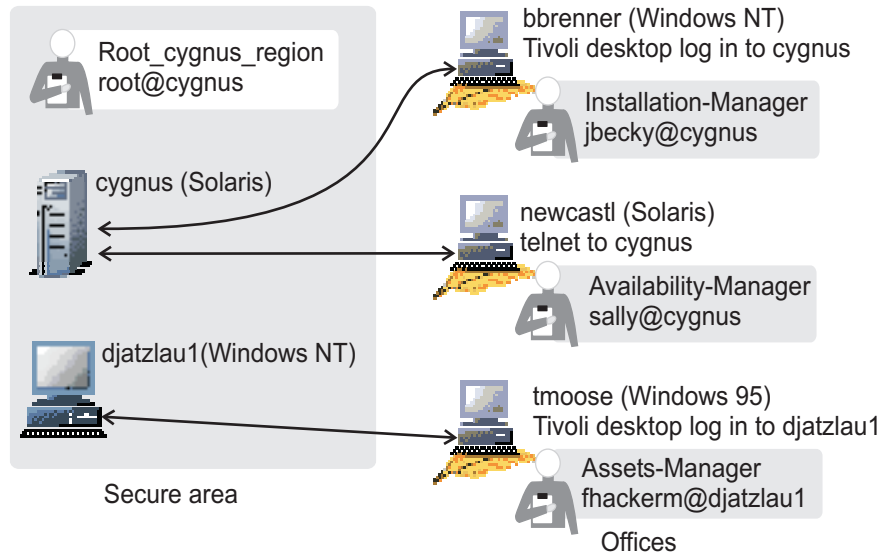 Root_cygnus_region
root@cygnus
cygnus (Solaris)
djatzlau1(Windows NT)
Secure area
bbrenner (Windows NT)
Tivoli desktop log in to cygnus
Installation-Manager
jbecky@cygnus
newcastl (Solaris)
telnet to cygnus
Availability-Manager
sally@cygnus
tmoose (Windows 95)
Tivoli desktop log in to djatzlau1
Assets-Manager
fhackerm@djatzlau1
Offices